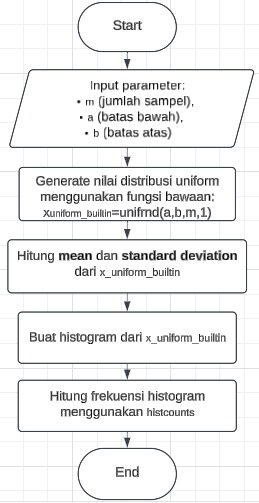 Start
Input parameter:
• m (jumlah sampel),
• a (batas bawah),
• b (batas atas)
Generate nilai distribusi uniform
menggunakan fungsi bawaan:
xuniform_builtin=unifrnd(a,b,m,1)
Hitung mean dan standard deviation
dari x_uniform_builtin
Buat histogram dari x_uniform_builtin
Hitung frekuensi histogram
menggunakan histcounts
End